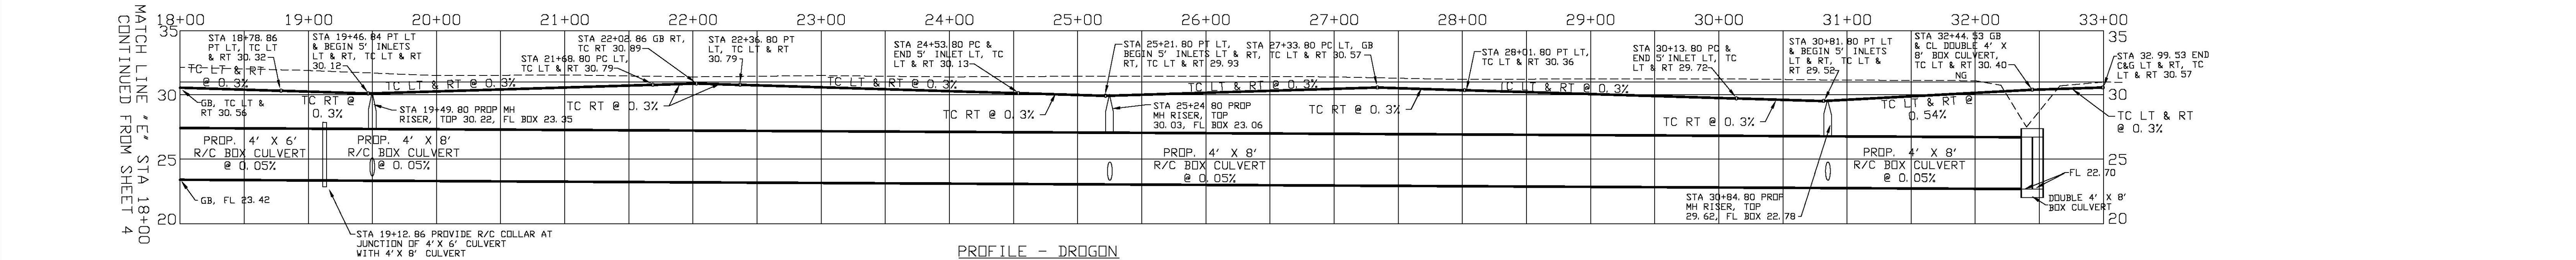 18+00 19+00 20+00 21+00 22+00 23+00 24+00 25+00 26+00 27+00 28+00 29+00 30+00 31+00 32+00 33+00
35
30
25
20
MATCH LINE "E" STA 18+00
CONTINUED FROM SHEET 4
STA 18+78.86
PT LT, TC LT
& RT 30.32
TC LT & RT
@ 0.3%
GB, TC LT &
RT 30.56
STA 19+46.84 PT LT
& BEGIN 5' INLETS
LT & RT, TC LT & RT
30.12
TC RT @
0.3%
STA 19+49.80 PROP MH
RISER, TOP 30.22, FL BOX 23.35
PROP. 4' X 6'
R/C BOX CULVERT
@ 0.05%
PROP. 4' X 8'
R/C BOX CULVERT
@ 0.05%
GB, FL 23.42
STA 19+12.86 PROVIDE R/C COLLAR AT
JUNCTION OF 4'X 6' CULVERT
WITH 4'X 8' CULVERT
TC LT & RT @ 0.3%
STA 21+68.80 PC LT,
TC LT & RT 30.79
STA 22+02.86 GB RT,
TC RT 30.89
TC RT @ 0.3%
STA 22+36.80 PT
LT, TC LT & RT
30.79
TC LT & RT @ 0.3%
STA 24+53.80 PC &
END 5' INLET LT, TC
LT & RT 30.13
TC RT @ 0.3%
STA 25+21.80 PT LT,
BEGIN 5' INLETS LT &
RT, TC LT & RT 29.93
STA 25+24.80 PROP
MH RISER, TOP
30.03, FL BOX 23.06
PROP. 4' X 8'
R/C BOX CULVERT
@ 0.05%
TC LT & RT @ 0.3%
STA 27+33.80 PC LT, GB
RT, TC LT & RT 30.57
TC RT @ 0.3%
STA 28+01.80 PT LT,
TC LT & RT 30.36
TC LT & RT @ 0.3%
STA 30+13.80 PC &
END 5' INLET LT, TC
LT & RT 29.72
TC RT @ 0.3%
STA 30+81.80 PT LT
& BEGIN 5' INLETS
LT & RT, TC LT &
RT 29.52
STA 30+84.80 PROP
MH RISER, TOP
29.62, FL BOX 22.78
TC LT & RT @
0.54%
PROP. 4' X 8'
R/C BOX CULVERT
@ 0.05%
STA 32+44.53 GB
& CL DOUBLE 4' X
8' BOX CULVERT,
TC LT & RT 30.40
NG
STA 32.99.53 END
C&G LT & RT, TC
LT & RT 30.57
TC LT & RT
@ 0.3%
FL 22.70
DOUBLE 4' X 8'
BOX CULVERT
35
30
25
20
PROFILE - DROGON